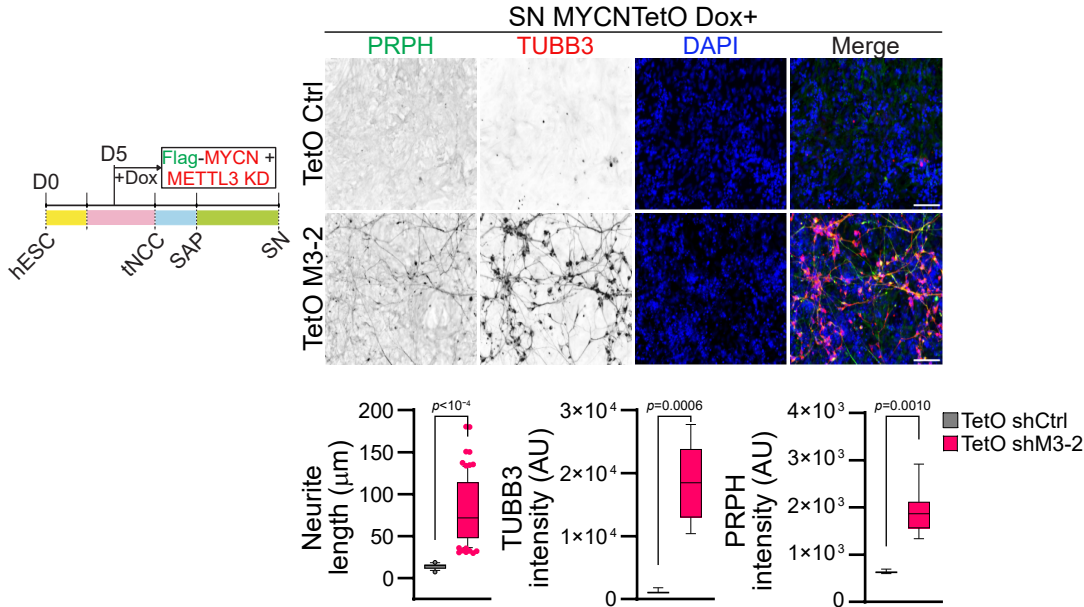 SN MYCNTetO Dox+
PRPH TUBB3 DAPI Merge
TetO Ctrl
TetO M3-2
D0
D5
+Dox
Flag-MYCN +
METTL3 KD
hESC
tNCC
SAP
SN
Neurite
length (μm)
200
150
100
50
0
p<10⁻⁴
TUBB3
intensity (AU)
3×10⁴
2×10⁴
1×10⁴
0
p=0.0006
PRPH
intensity (AU)
4×10³
3×10³
2×10³
1×10³
0
p=0.0010
TetO shCtrl
TetO shM3-2